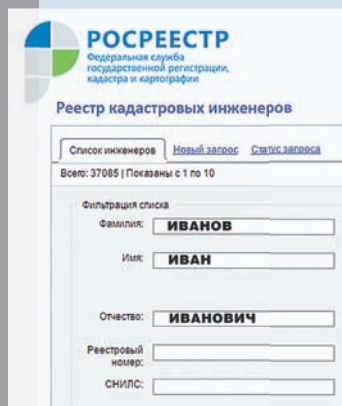 РОСРЕЕСТР
Федеральная служба
государственной регистрации,
кадастра и картографии
Реестр кадастровых инженеров
Список инженеров Новый запрос Статус запроса
Всего: 37085 | Показаны с 1 по 10
Фильтрация списка
Фамилия: ИВАНОВ
Имя: ИВАН
Отчество: ИВАНОВИЧ
Реестровый
номер:
СНИЛС: